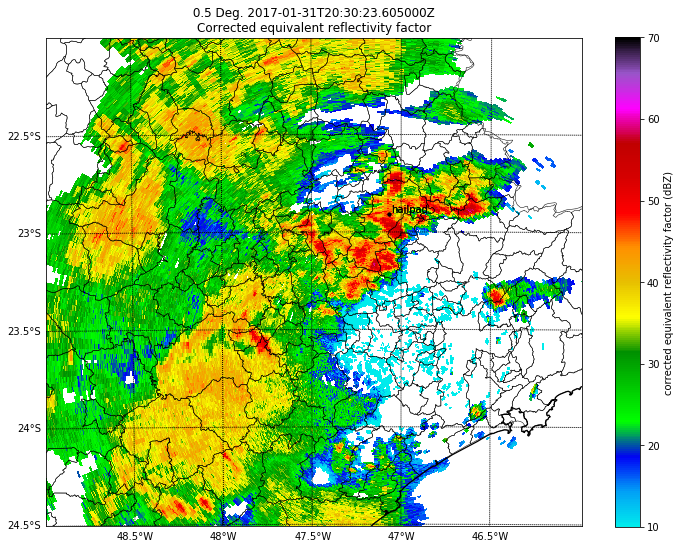 0.5 Deg. 2017-01-31T20:30:23.605000Z
Corrected equivalent reflectivity factor
22.5°S
23°S
23.5°S
24°S
24.5°S
48.5°W
48°W
47.5°W
47°W
46.5°W
hailpad
70
60
50
40
30
20
10
corrected equivalent reflectivity factor (dBZ)